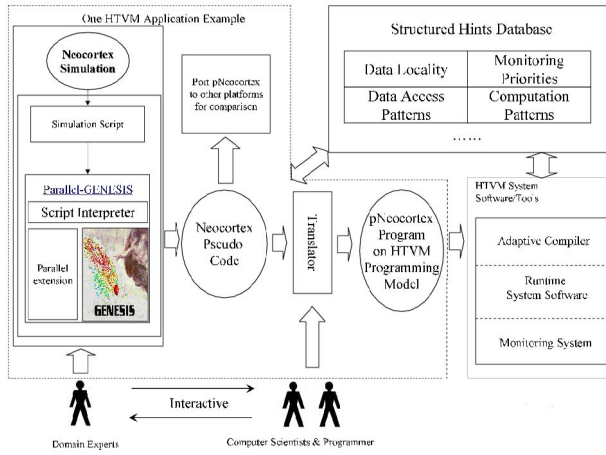 One HTVM Application Example
Neocortex
Simulation
Simulation Script
Parallel-GENESIS
Script Interpreter
Parallel
extension
GENESIS
Port pNeocortex
to other platforms
for comparison
Neocortex
Pseudo
Code
Translator
pNeocortex
Program
on HTVM
Programming
Model
Structured Hints Database
Data Locality
Monitoring
Priorities
Data Access
Patterns
Computation
Patterns
......
HTVM System
Software/Tools
Adaptive Compiler
Runtime
System Software
Monitoring System
Interactive
Domain Experts
Computer Scientists & Programmer